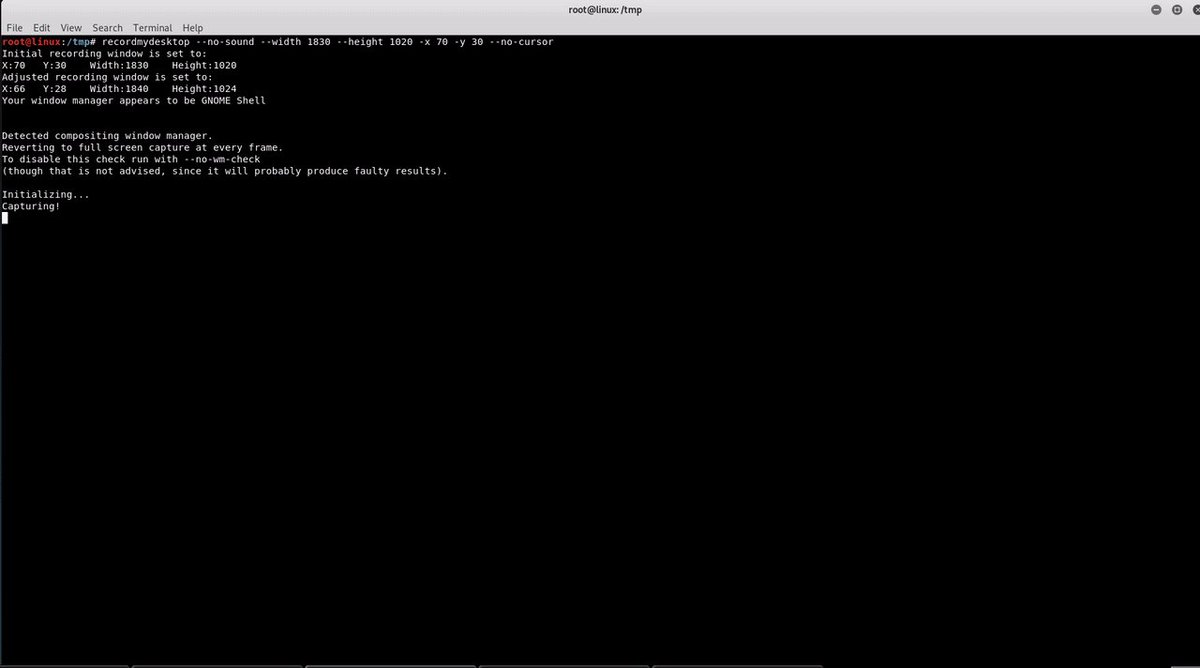 root@linux: /tmp
File Edit View Search Terminal Help
root@linux:/tmp# recordmydesktop --no-sound --width 1830 --height 1020 -x 70 -y 30 --no-cursor
Initial recording window is set to:
X:70   Y:30    Width:1830    Height:1020
Adjusted recording window is set to:
X:66   Y:28    Width:1840    Height:1024
Your window manager appears to be GNOME Shell
Detected compositing window manager.
Reverting to full screen capture at every frame.
To disable this check run with --no-wm-check
(though that is not advised, since it will probably produce faulty results).
Initializing...
Capturing!